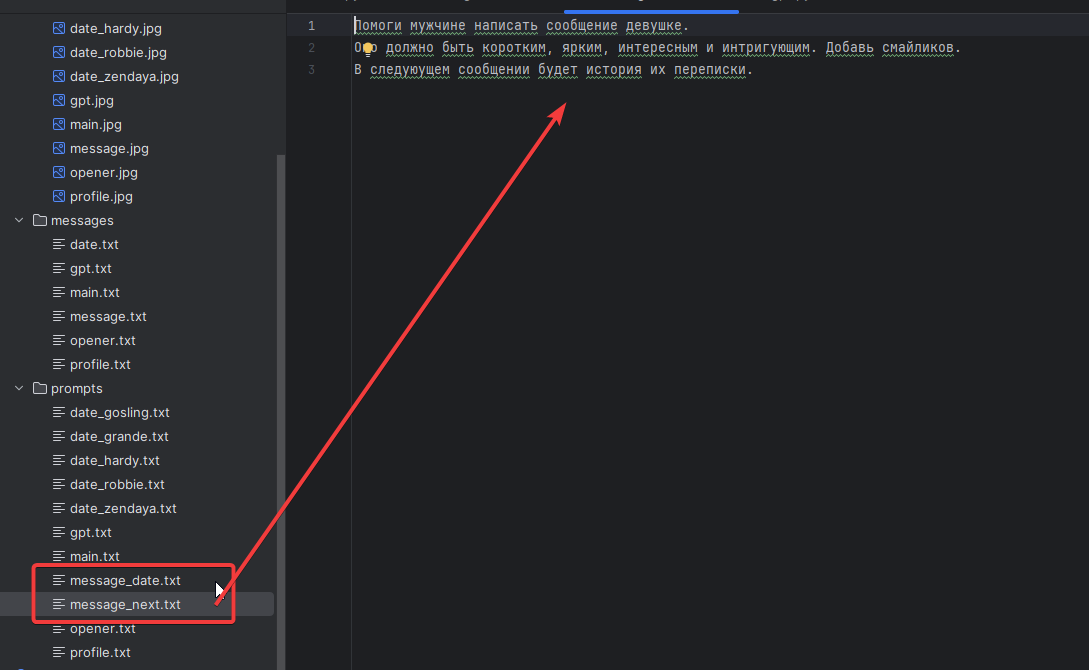 date_hardy.jpg
date_robbie.jpg
date_zendaya.jpg
gpt.jpg
main.jpg
message.jpg
opener.jpg
profile.jpg
messages
date.txt
gpt.txt
main.txt
message.txt
opener.txt
profile.txt
prompts
date_gosling.txt
date_grande.txt
date_hardy.txt
date_robbie.txt
date_zendaya.txt
gpt.txt
main.txt
message_date.txt
message_next.txt
opener.txt
profile.txt
1 Помоги мужчине написать сообщение девушке.
2 должно быть коротким, ярким, интересным и интригующим. Добавь смайликов.
3 В следуюущем сообщении будет история их переписки.